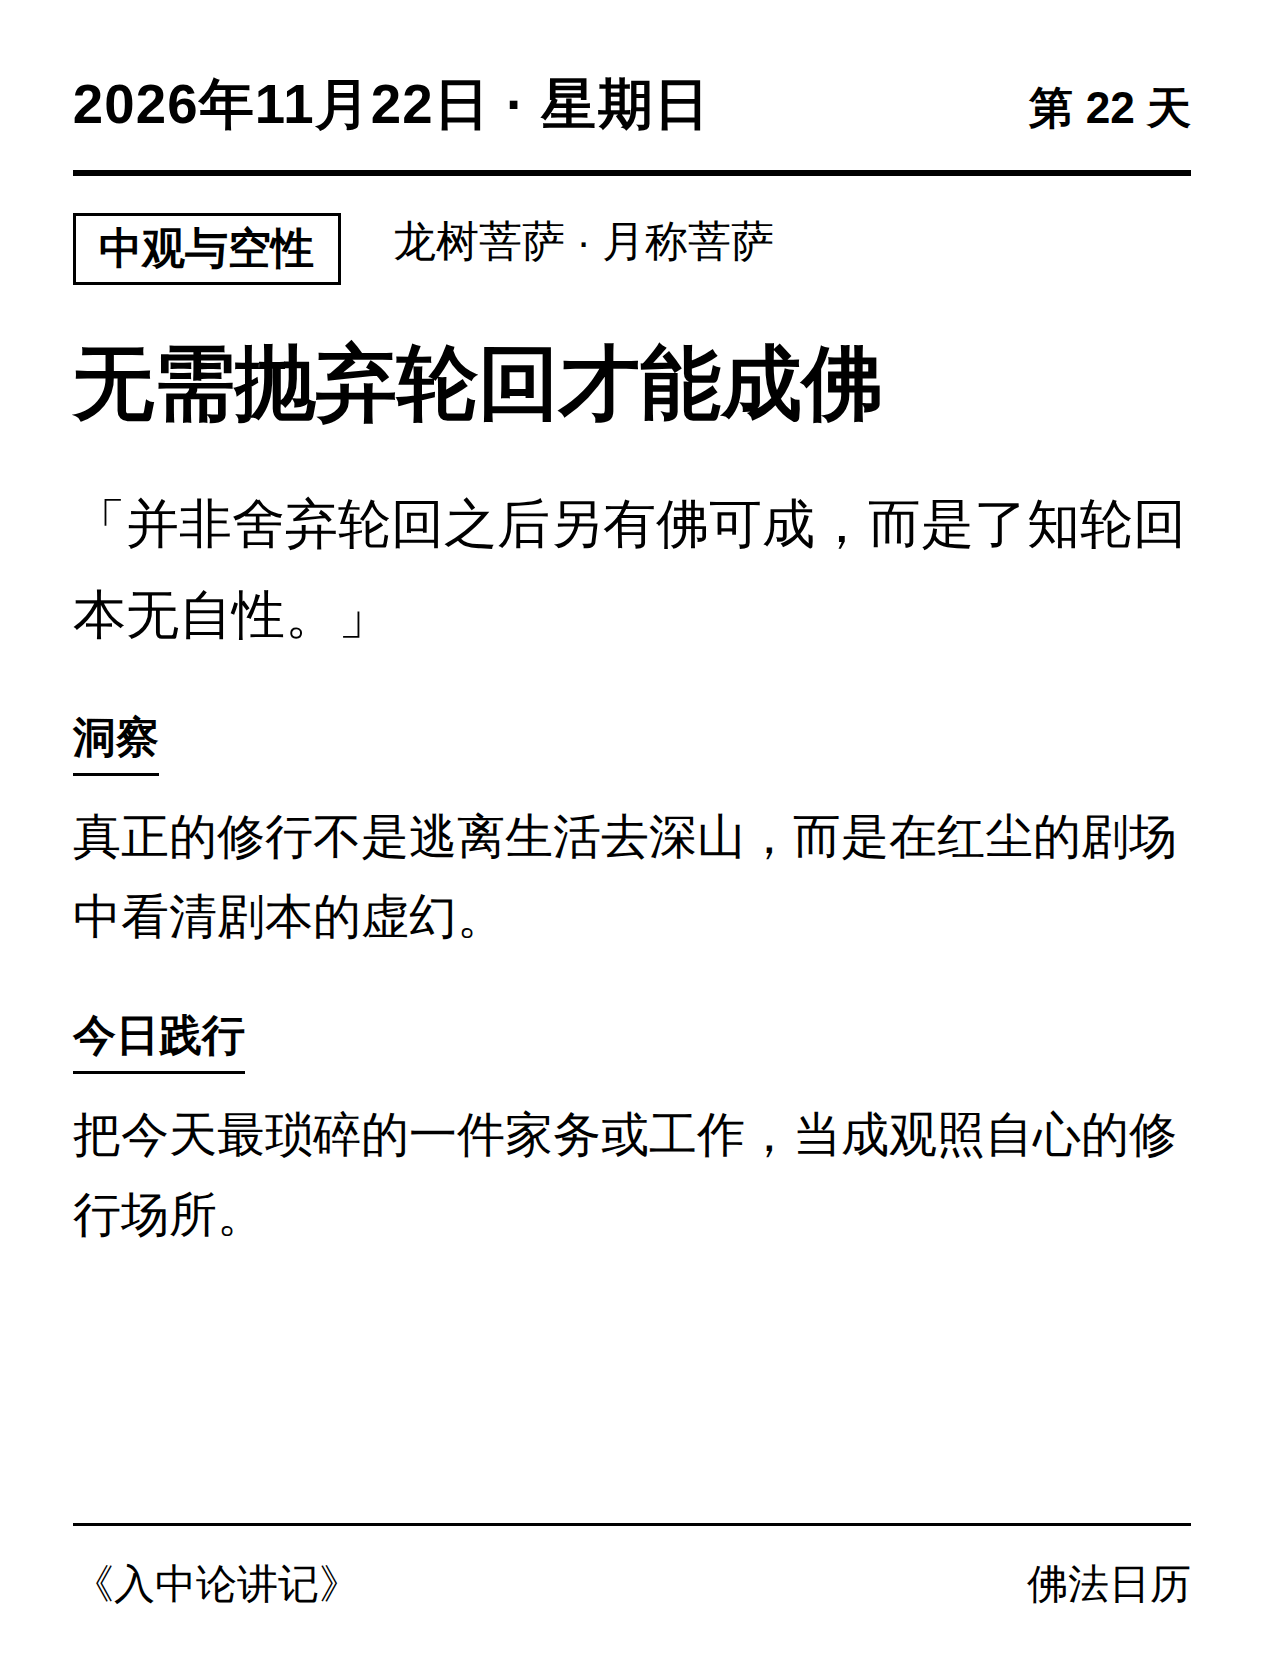 2026年11月22日 · 星期日
第 22 天
中观与空性
龙树菩萨 · 月称菩萨
无需抛弃轮回才能成佛
「并非舍弃轮回之后另有佛可成，而是了知轮回
本无自性。」
洞察
真正的修行不是逃离生活去深山，而是在红尘的剧场
中看清剧本的虚幻。
今日践行
把今天最琐碎的一件家务或工作，当成观照自心的修
行场所。
《入中论讲记》
佛法日历